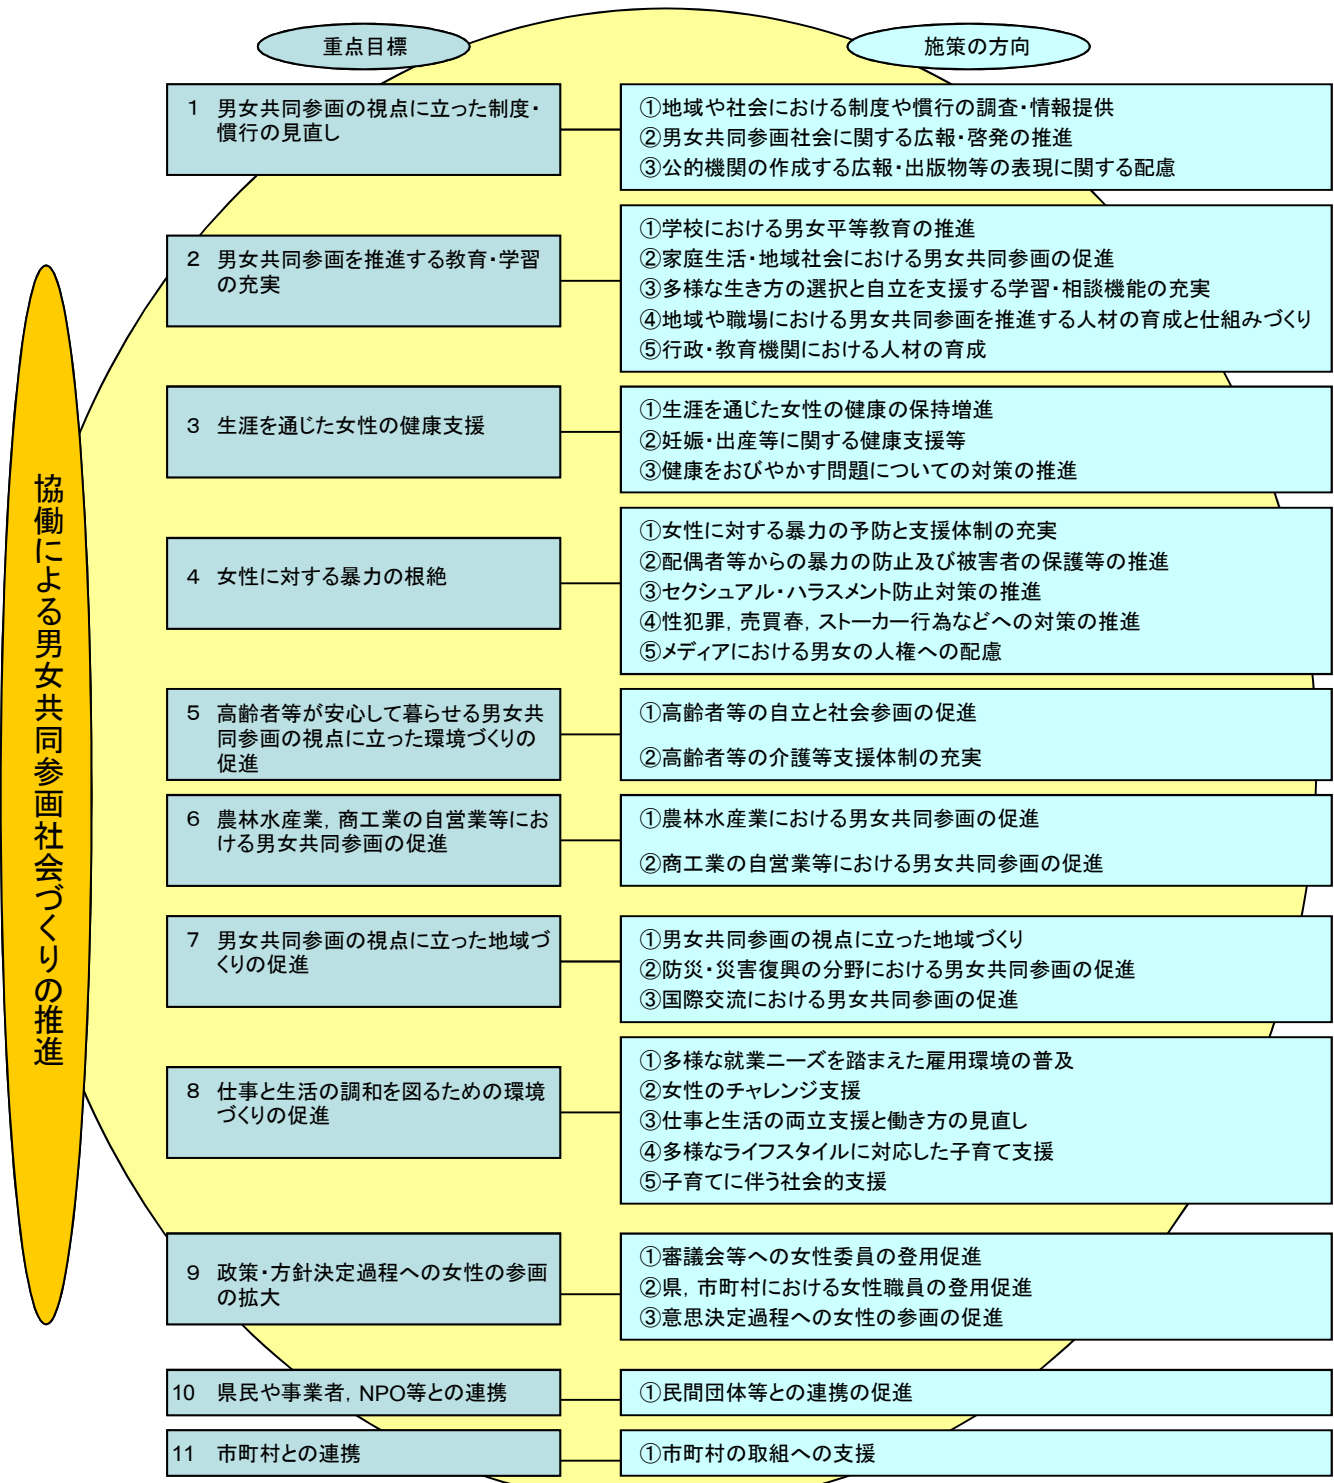 重点目標
施策の方向
協働による男女共同参画社会づくりの推進
1 男女共同参画の視点に立った制度・
慣行の見直し
①地域や社会における制度や慣行の調査・情報提供
②男女共同参画社会に関する広報・啓発の推進
③公的機関の作成する広報・出版物等の表現に関する配慮
2 男女共同参画を推進する教育・学習
の充実
①学校における男女平等教育の推進
②家庭生活・地域社会における男女共同参画の促進
③多様な生き方の選択と自立を支援する学習・相談機能の充実
④地域や職場における男女共同参画を推進する人材の育成と仕組みづくり
⑤行政・教育機関における人材の育成
3 生涯を通じた女性の健康支援
①生涯を通じた女性の健康の保持増進
②妊娠・出産等に関する健康支援等
③健康をおびやかす問題についての対策の推進
4 女性に対する暴力の根絶
①女性に対する暴力の予防と支援体制の充実
②配偶者等からの暴力の防止及び被害者の保護等の推進
③セクシュアル・ハラスメント防止対策の推進
④性犯罪,売買春,ストーカー行為などへの対策の推進
⑤メディアにおける男女の人権への配慮
5 高齢者等が安心して暮らせる男女共
同参画の視点に立った環境づくりの
促進
①高齢者等の自立と社会参画の促進
②高齢者等の介護等支援体制の充実
6 農林水産業,商工業の自営業等にお
ける男女共同参画の促進
①農林水産業における男女共同参画の促進
②商工業の自営業等における男女共同参画の促進
7 男女共同参画の視点に立った地域づ
くりの促進
①男女共同参画の視点に立った地域づくり
②防災・災害復興の分野における男女共同参画の促進
③国際交流における男女共同参画の促進
8 仕事と生活の調和を図るための環境
づくりの促進
①多様な就業ニーズを踏まえた雇用環境の普及
②女性のチャレンジ支援
③仕事と生活の両立支援と働き方の見直し
④多様なライフスタイルに対応した子育て支援
⑤子育てに伴う社会的支援
9 政策・方針決定過程への女性の参画
の拡大
①審議会等への女性委員の登用促進
②県,市町村における女性職員の登用促進
③意思決定過程への女性の参画の促進
10 県民や事業者,NPO等との連携
①民間団体等との連携の促進
11 市町村との連携
①市町村の取組への支援